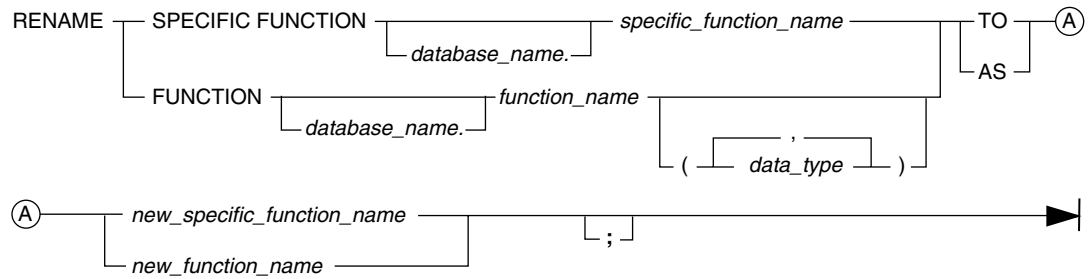 RENAME SPECIFIC FUNCTION specific_function_name TO A
database_name. AS
FUNCTION function_name
database_name. ,
( data_type )
A new_specific_function_name
;
new_function_name